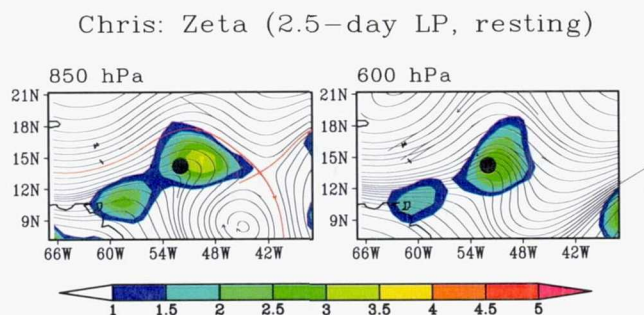 Chris: Zeta (2.5-day LP, resting)
850 hPa
600 hPa
21N
18N
15N
12N
9N
66W 60W 54W 48W 42W
21N
18N
15N
12N
9N
66W 60W 54W 48W 42W
1 1.5 2 2.5 3 3.5 4 4.5 5